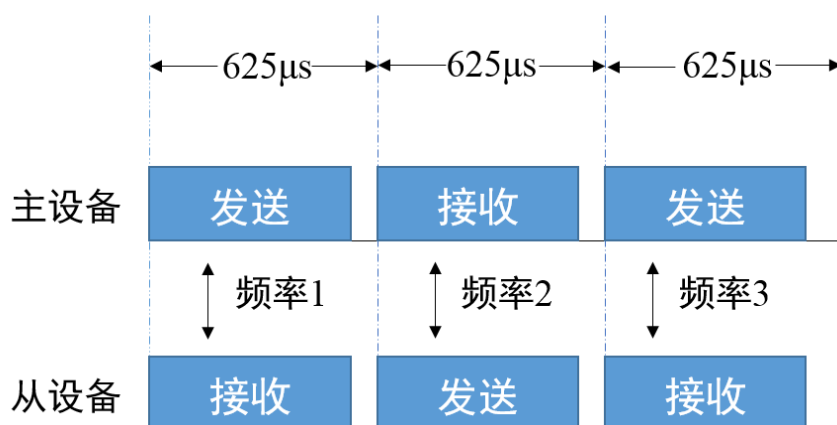 625μs 625μs 625μs
主设备 发送 接收 发送
频率1 频率2 频率3
从设备 接收 发送 接收